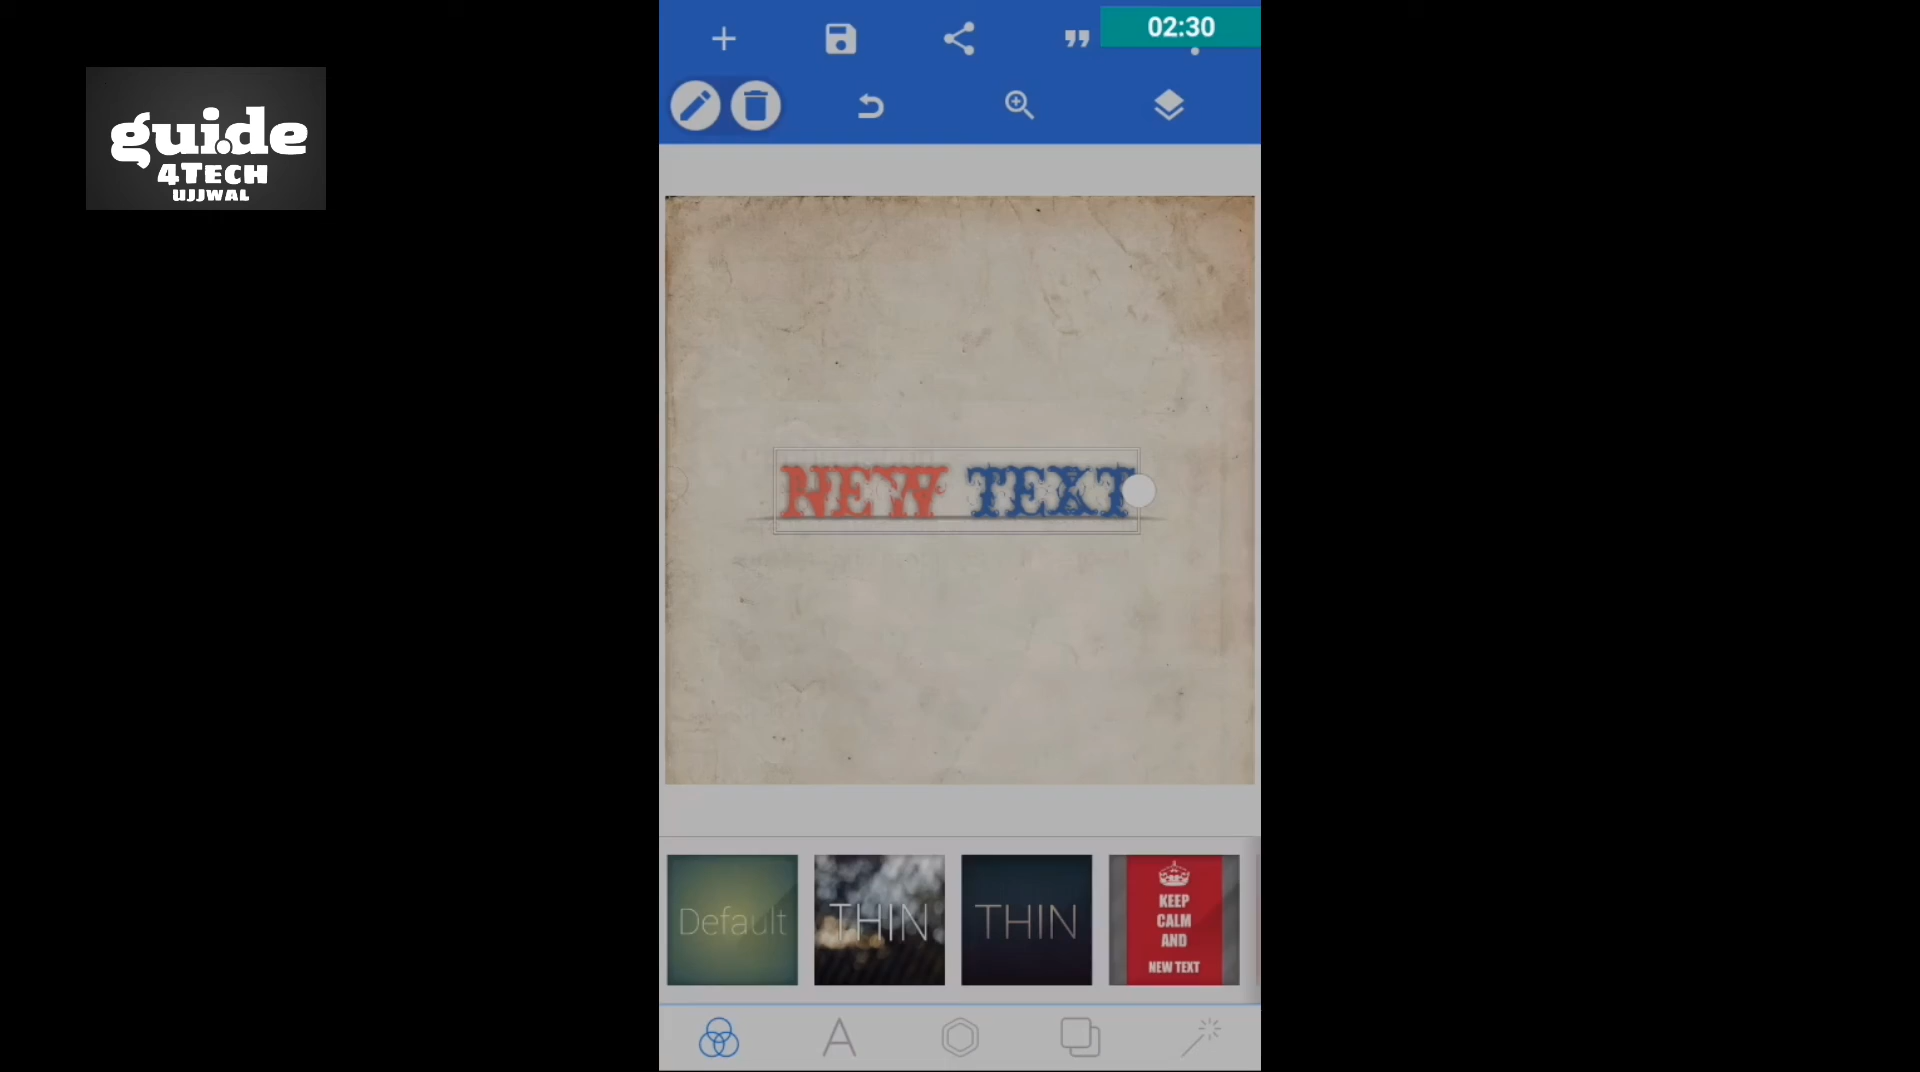 guide
4TECH
UJJWAL
02:30
NEW TEXT
Default
THIN
THIN
KEEP
CALM
AND
NEW TEXT